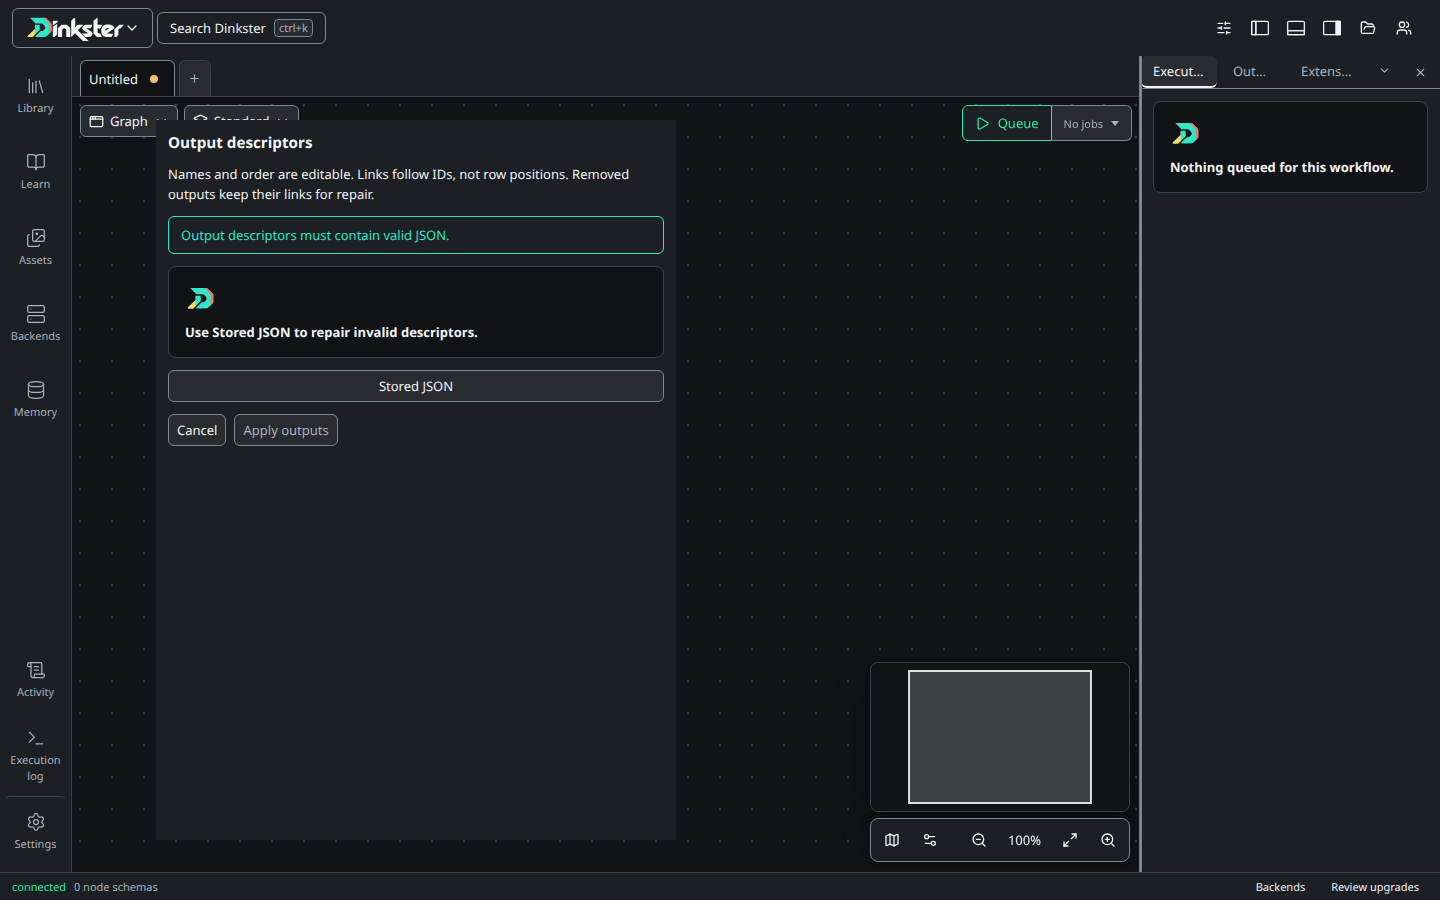 Dinkster
Search Dinkster ctrl+k
Library
Learn
Assets
Backends
Memory
Activity
Execution
log
Settings
Untitled
+
Graph
Standard
Output descriptors
Names and order are editable. Links follow IDs, not row positions. Removed
outputs keep their links for repair.
Output descriptors must contain valid JSON.
Use Stored JSON to repair invalid descriptors.
Stored JSON
Cancel
Apply outputs
Queue
No jobs
100%
Execut...
Out...
Extens...
Nothing queued for this workflow.
connected
0 node schemas
Backends
Review upgrades